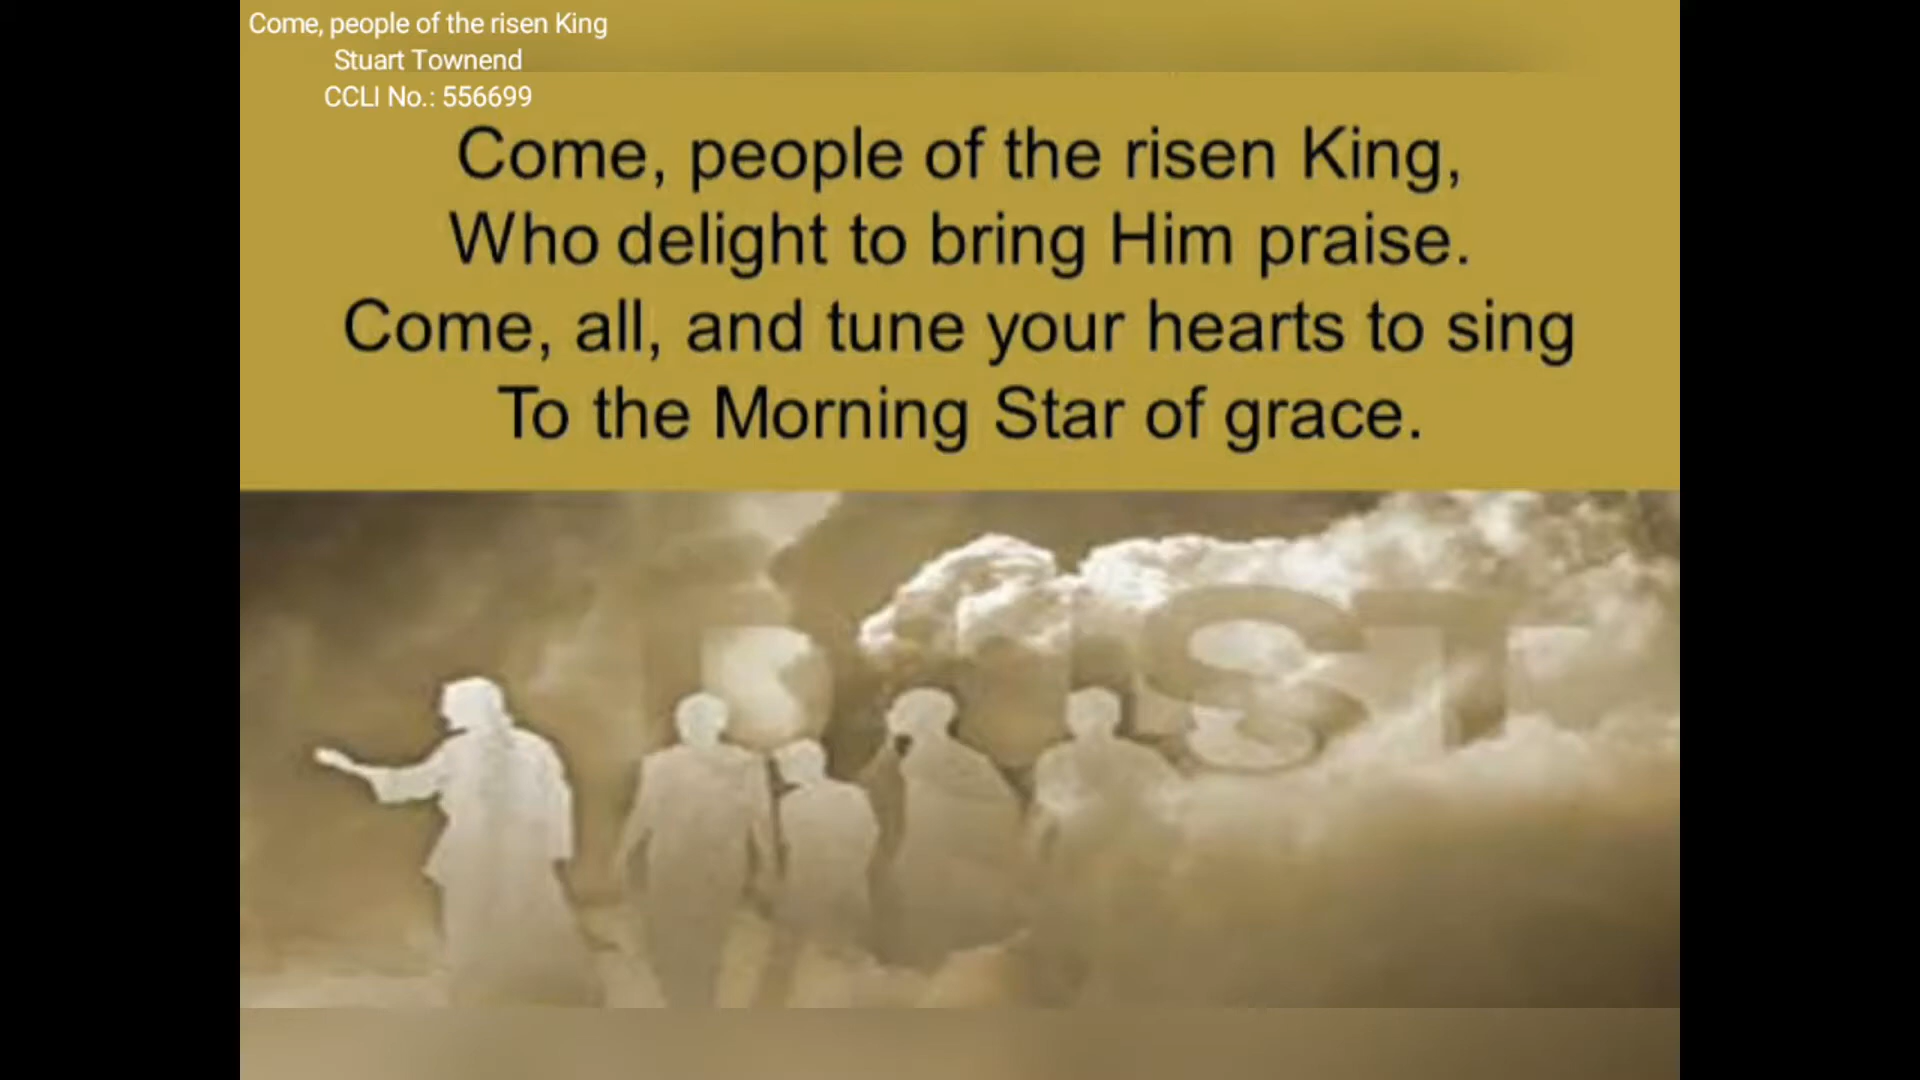 Come, people of the risen King
Stuart Townend
CCLI No.: 556699
Come, people of the risen King,
Who delight to bring Him praise.
Come, all, and tune your hearts to sing
To the Morning Star of grace.